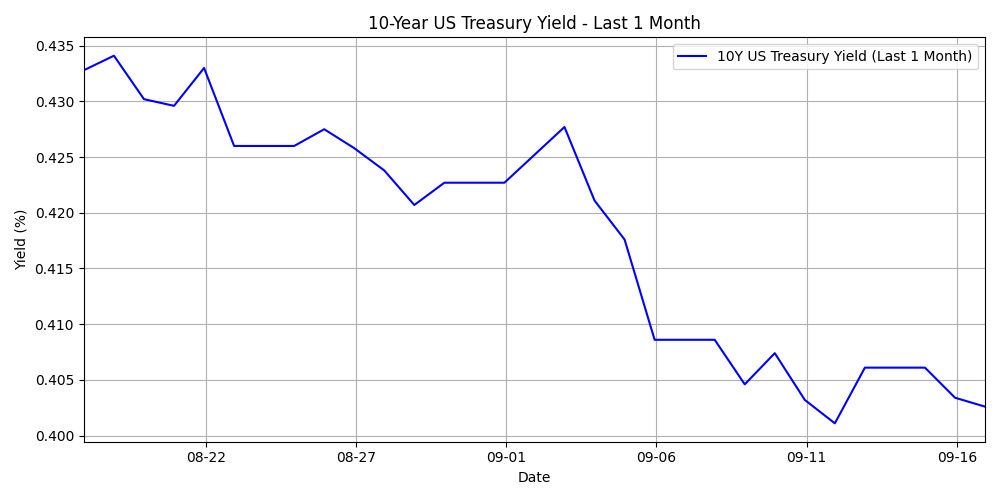 10-Year US Treasury Yield - Last 1 Month
10Y US Treasury Yield (Last 1 Month)
Yield (%)
0.435
0.430
0.425
0.420
0.415
0.410
0.405
0.400
08-22 08-27 09-01 09-06 09-11 09-16
Date